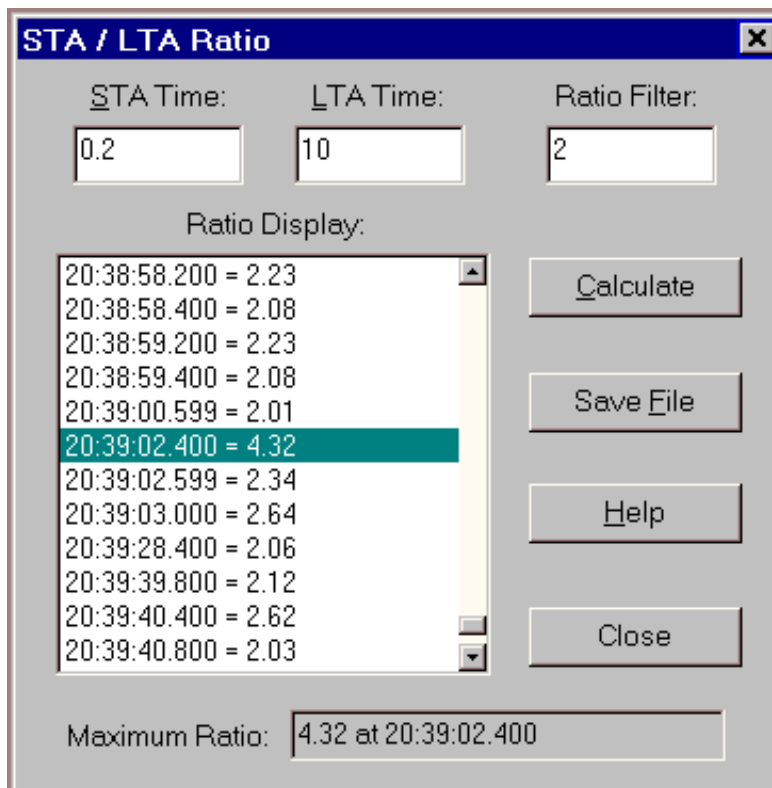 STA / LTA Ratio
STA Time: LTA Time: Ratio Filter:
0.2 10 2
Ratio Display:
20:38:58.200 = 2.23
20:38:58.400 = 2.08
20:38:59.200 = 2.23
20:38:59.400 = 2.08
20:39:00.599 = 2.01
20:39:02.400 = 4.32
20:39:02.599 = 2.34
20:39:03.000 = 2.64
20:39:28.400 = 2.06
20:39:39.800 = 2.12
20:39:40.400 = 2.62
20:39:40.800 = 2.03
Calculate
Save File
Help
Close
Maximum Ratio: 4.32 at 20:39:02.400